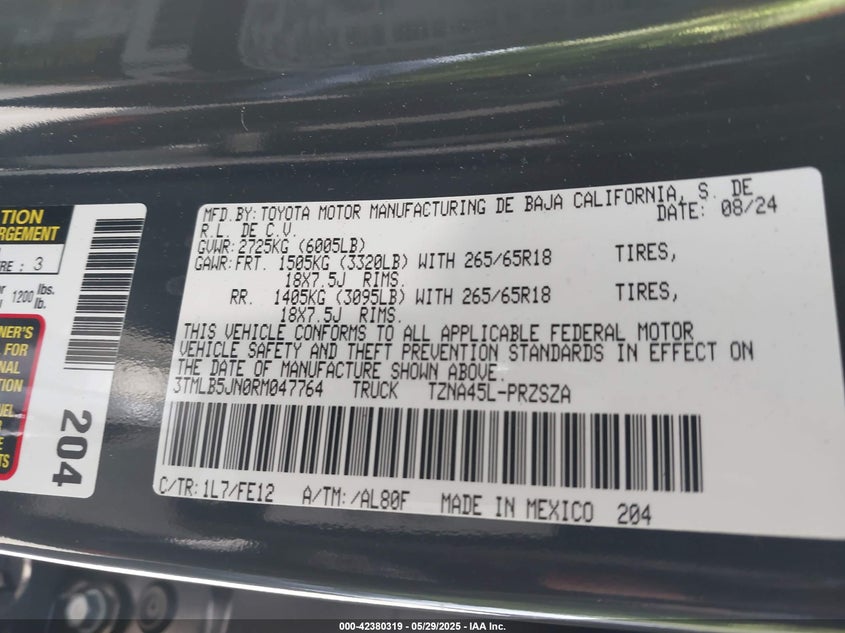 TION
RGEMENT
RE : 3
1200 lbs.
lb.
NER'S
FOR
NAL
TION
UEL
RE
E
TS
204
MFD.BY: TOYOTA MOTOR MANUFACTURING DE BAJA CALIFORNIA, S. DE
R.L. DE C.V. DATE: 08/24
GVWR: 2725KG (6005LB)
GAWR: FRT. 1505KG (3320LB) WITH 265/65R18 TIRES,
18X7.5J RIMS.
RR. 1405KG (3095LB) WITH 265/65R18 TIRES,
18X7.5J RIMS.
THIS VEHICLE CONFORMS TO ALL APPLICABLE FEDERAL MOTOR
VEHICLE SAFETY AND THEFT PREVENTION STANDARDS IN EFFECT ON
THE DATE OF MANUFACTURE SHOWN ABOVE.
3TMLB5JN0RM047764 TRUCK TZNA45L-PRZSZA
C/TR: 1L7/FE12 A/TM: /AL80F MADE IN MEXICO 204
000-42380319 - 05/29/2025 - IAA Inc.